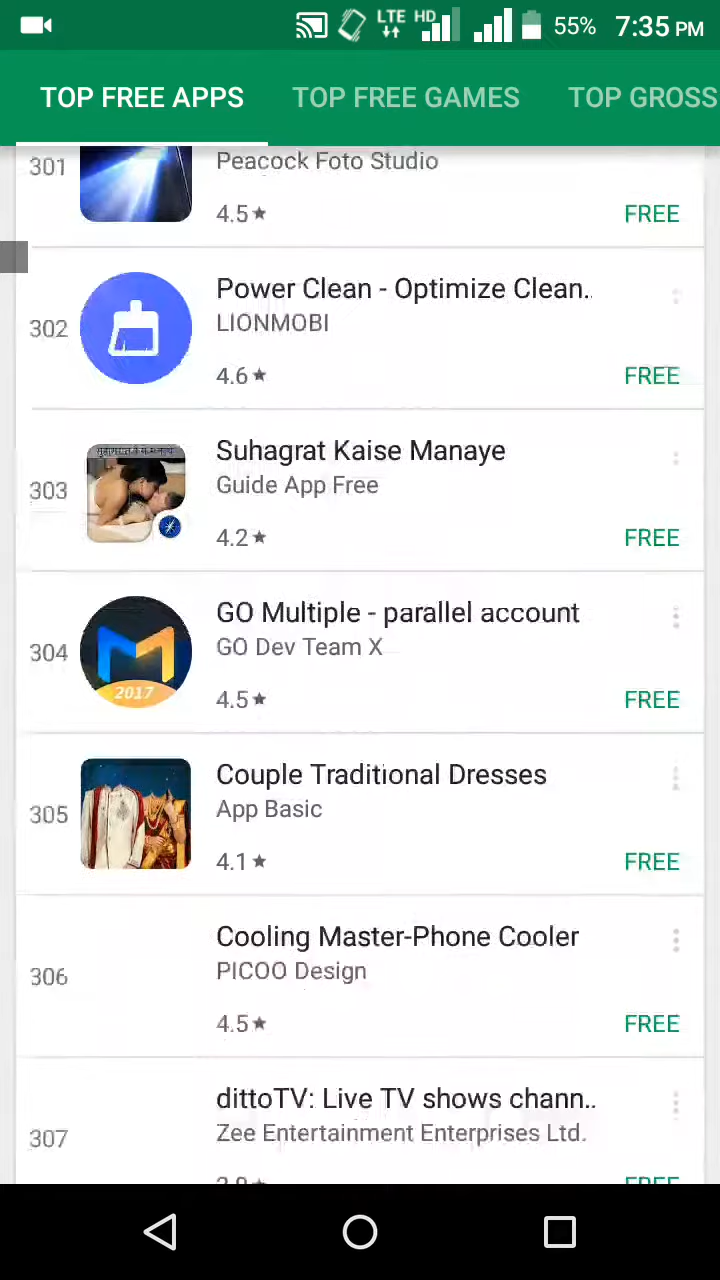 LTE HD 55% 7:35 PM
TOP FREE APPS TOP FREE GAMES TOP GROSS
301 Peacock Foto Studio
4.5★ FREE
Power Clean - Optimize Clean..
302 LIONMOBI
4.6★ FREE
Suhagrat Kaise Manaye
303 Guide App Free
4.2★ FREE
GO Multiple - parallel account
304 GO Dev Team X
2017
4.5★ FREE
Couple Traditional Dresses
305 App Basic
4.1★ FREE
Cooling Master-Phone Cooler
306 PICOO Design
4.5★ FREE
dittoTV: Live TV shows chann..
307 Zee Entertainment Enterprises Ltd.
FREE